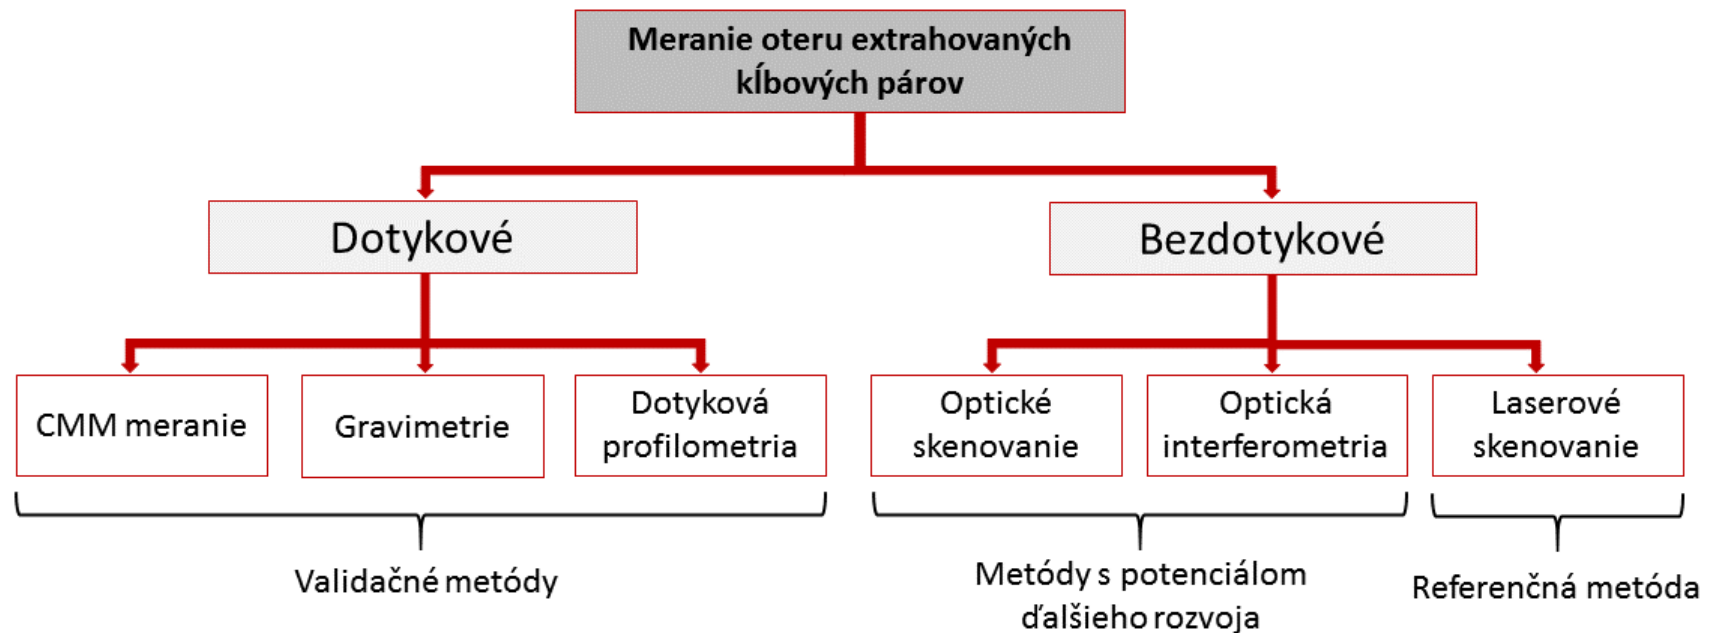 Meranie oteru extrahovaných
kĺbových párov
Dotykové
Bezdotykové
CMM meranie
Gravimetrie
Dotyková
profilometria
Optické
skenovanie
Optická
interferometria
Laserové
skenovanie
Validačné metódy
Metódy s potenciálom
ďalšieho rozvoja
Referenčná metóda